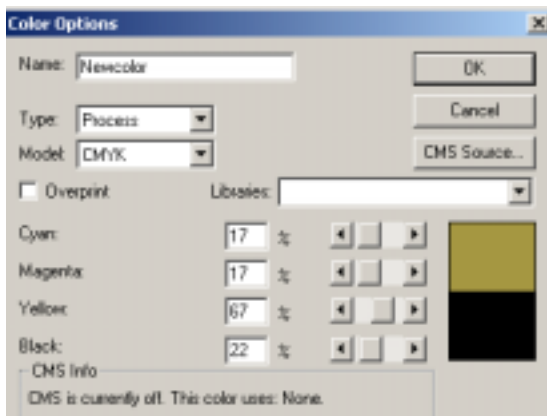 Color Options
Name: Newcolor
OK
Type: Process
Cancel
Model: CMYK
CMS Source...
Overprint Libraries:
Cyan: 17 %
Magenta: 17 %
Yellow: 67 %
Black: 22 %
CMS Info
CMS is currently off. This color uses: None.